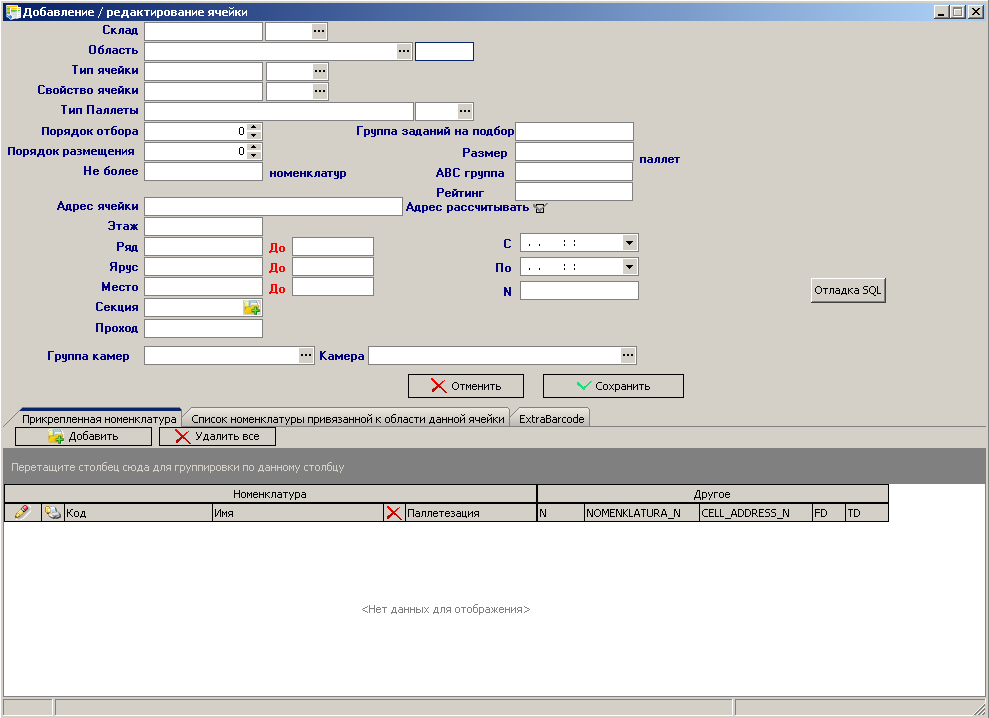 Добавление / редактирование ячейки
Склад ...
Область ...
Тип ячейки ...
Свойство ячейки ...
Тип Паллеты ...
Порядок отбора 0 Группа заданий на подбор
Порядок размещения 0 Размер паллет
Не более номенклатур ABC группа
Рейтинг
Адрес ячейки Адрес рассчитывать
Этаж
Ряд До С . . : :
Ярус До По . . : :
Место До N
Отладка SQL
Секция
Проход
Группа камер ... Камера ...
Отменить Сохранить
Прикрепленная номенклатура Список номенклатуры привязанной к области данной ячейки ExtraBarcode
Добавить Удалить все
Перетащите столбец сюда для группировки по данному столбцу
Номенклатура Другое
Код Имя Паллетезация N NOMENKLATURA_N CELL_ADDRESS_N FD TD
<Нет данных для отображения>